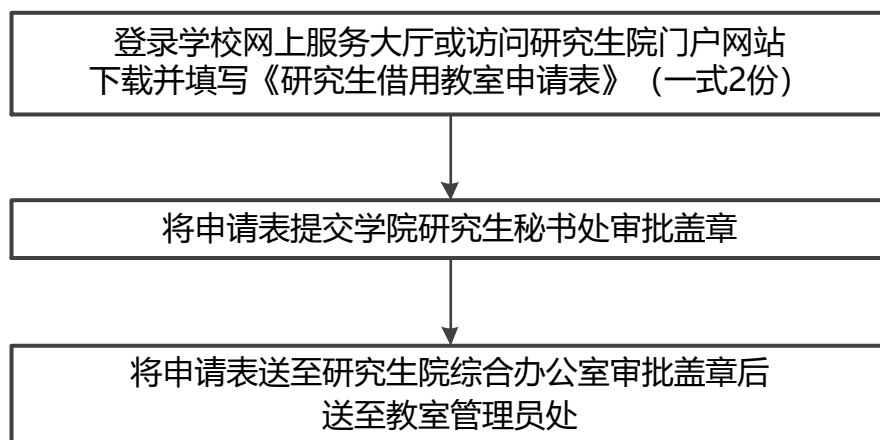 登录学校网上服务大厅或访问研究生院门户网站
下载并填写《研究生借用教室申请表》（一式2份）
将申请表提交学院研究生秘书处审批盖章
将申请表送至研究生院综合办公室审批盖章后
送至教室管理员处